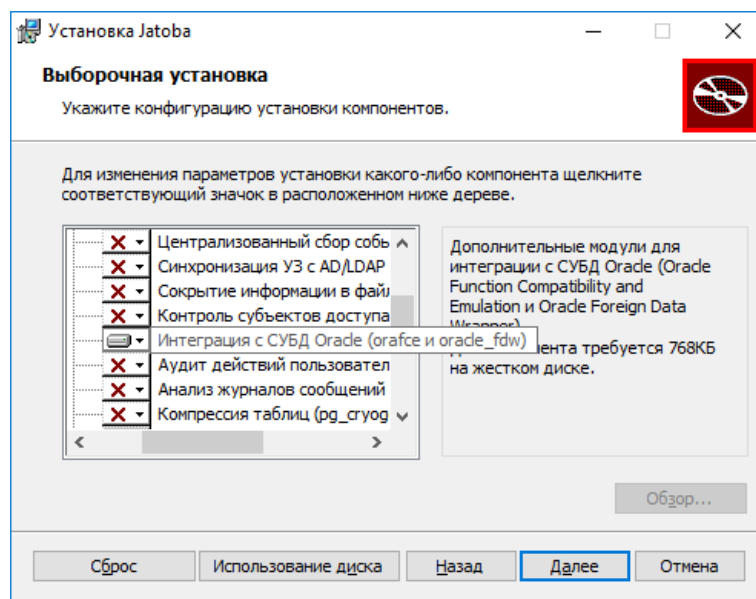 Установка Jatoba
Выборочная установка
Укажите конфигурацию установки компонентов.
Для изменения параметров установки какого-либо компонента щелкните
соответствующий значок в расположенном ниже дереве.
Централизованный сбор собы
Синхронизация УЗ с AD/LDAP
Сокрытие информации в файл
Контроль субъектов доступа
Интеграция с СУБД Oracle (orafce и oracle_fdw)
Аудит действий пользовател
Анализ журналов сообщений
Компрессия таблиц (pg_cryog
Дополнительные модули для
интеграции с СУБД Oracle (Oracle
Function Compatibility and
Emulation и Oracle Foreign Data
Wrapper)
требуется 768КБ
на жестком диске.
Обзор...
Сброс
Использование диска
Назад
Далее
Отмена